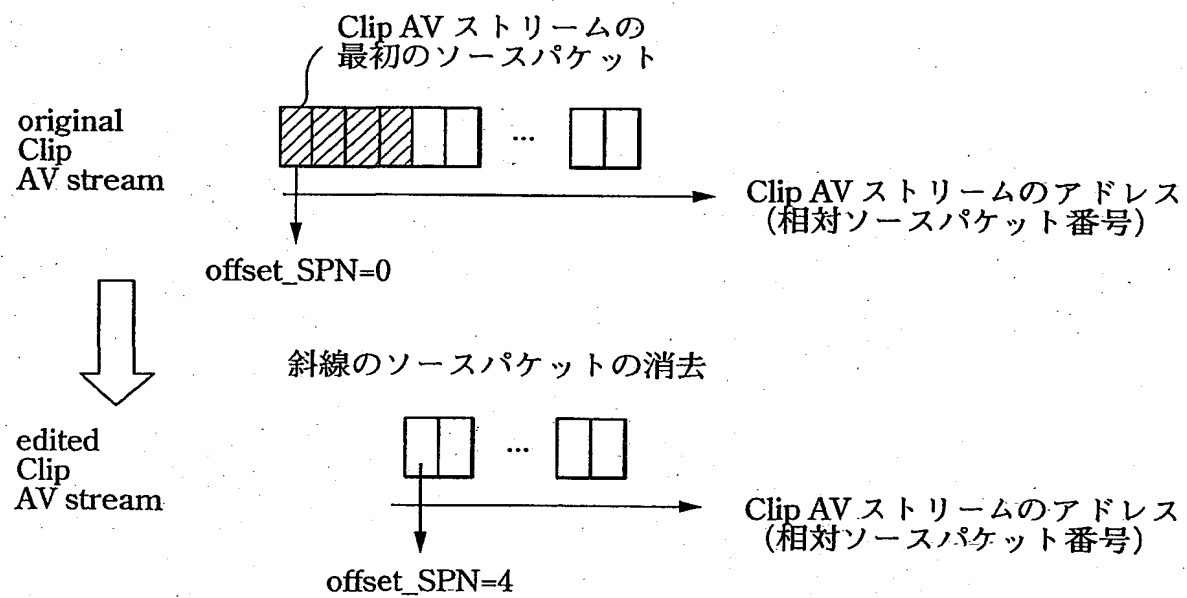 Clip AV ストリームの
最初のソースパケット
original
Clip
AV stream
...
Clip AV ストリームのアドレス
(相対ソースパケット番号)
offset_SPN=0
斜線のソースパケットの消去
edited
Clip
AV stream
...
Clip AV ストリームのアドレス
(相対ソースパケット番号)
offset_SPN=4